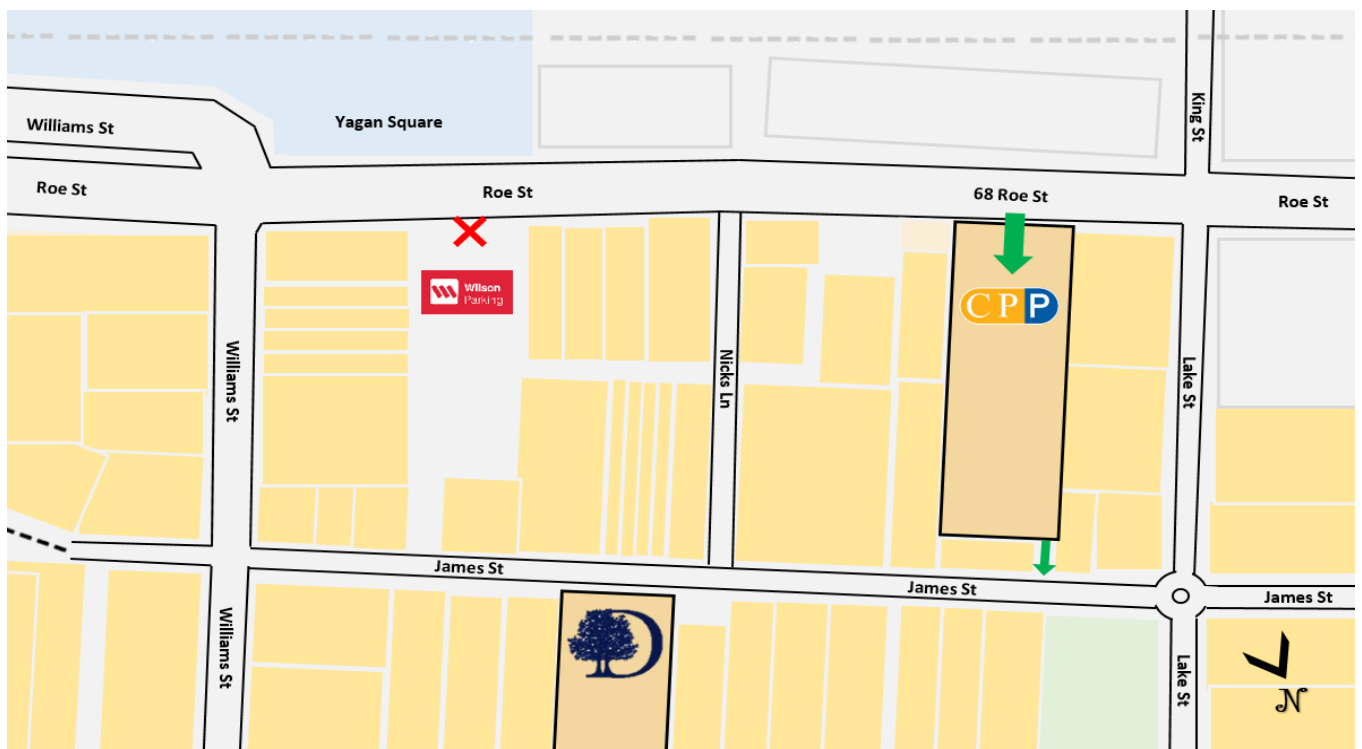 King St
Williams St
Yagan Square
Roe St
Roe St
68 Roe St
Roe St
Wilson
Parking
CPP
Williams St
Nicks Ln
Lake St
James St
James St
James St
D
Williams St
Lake St
N